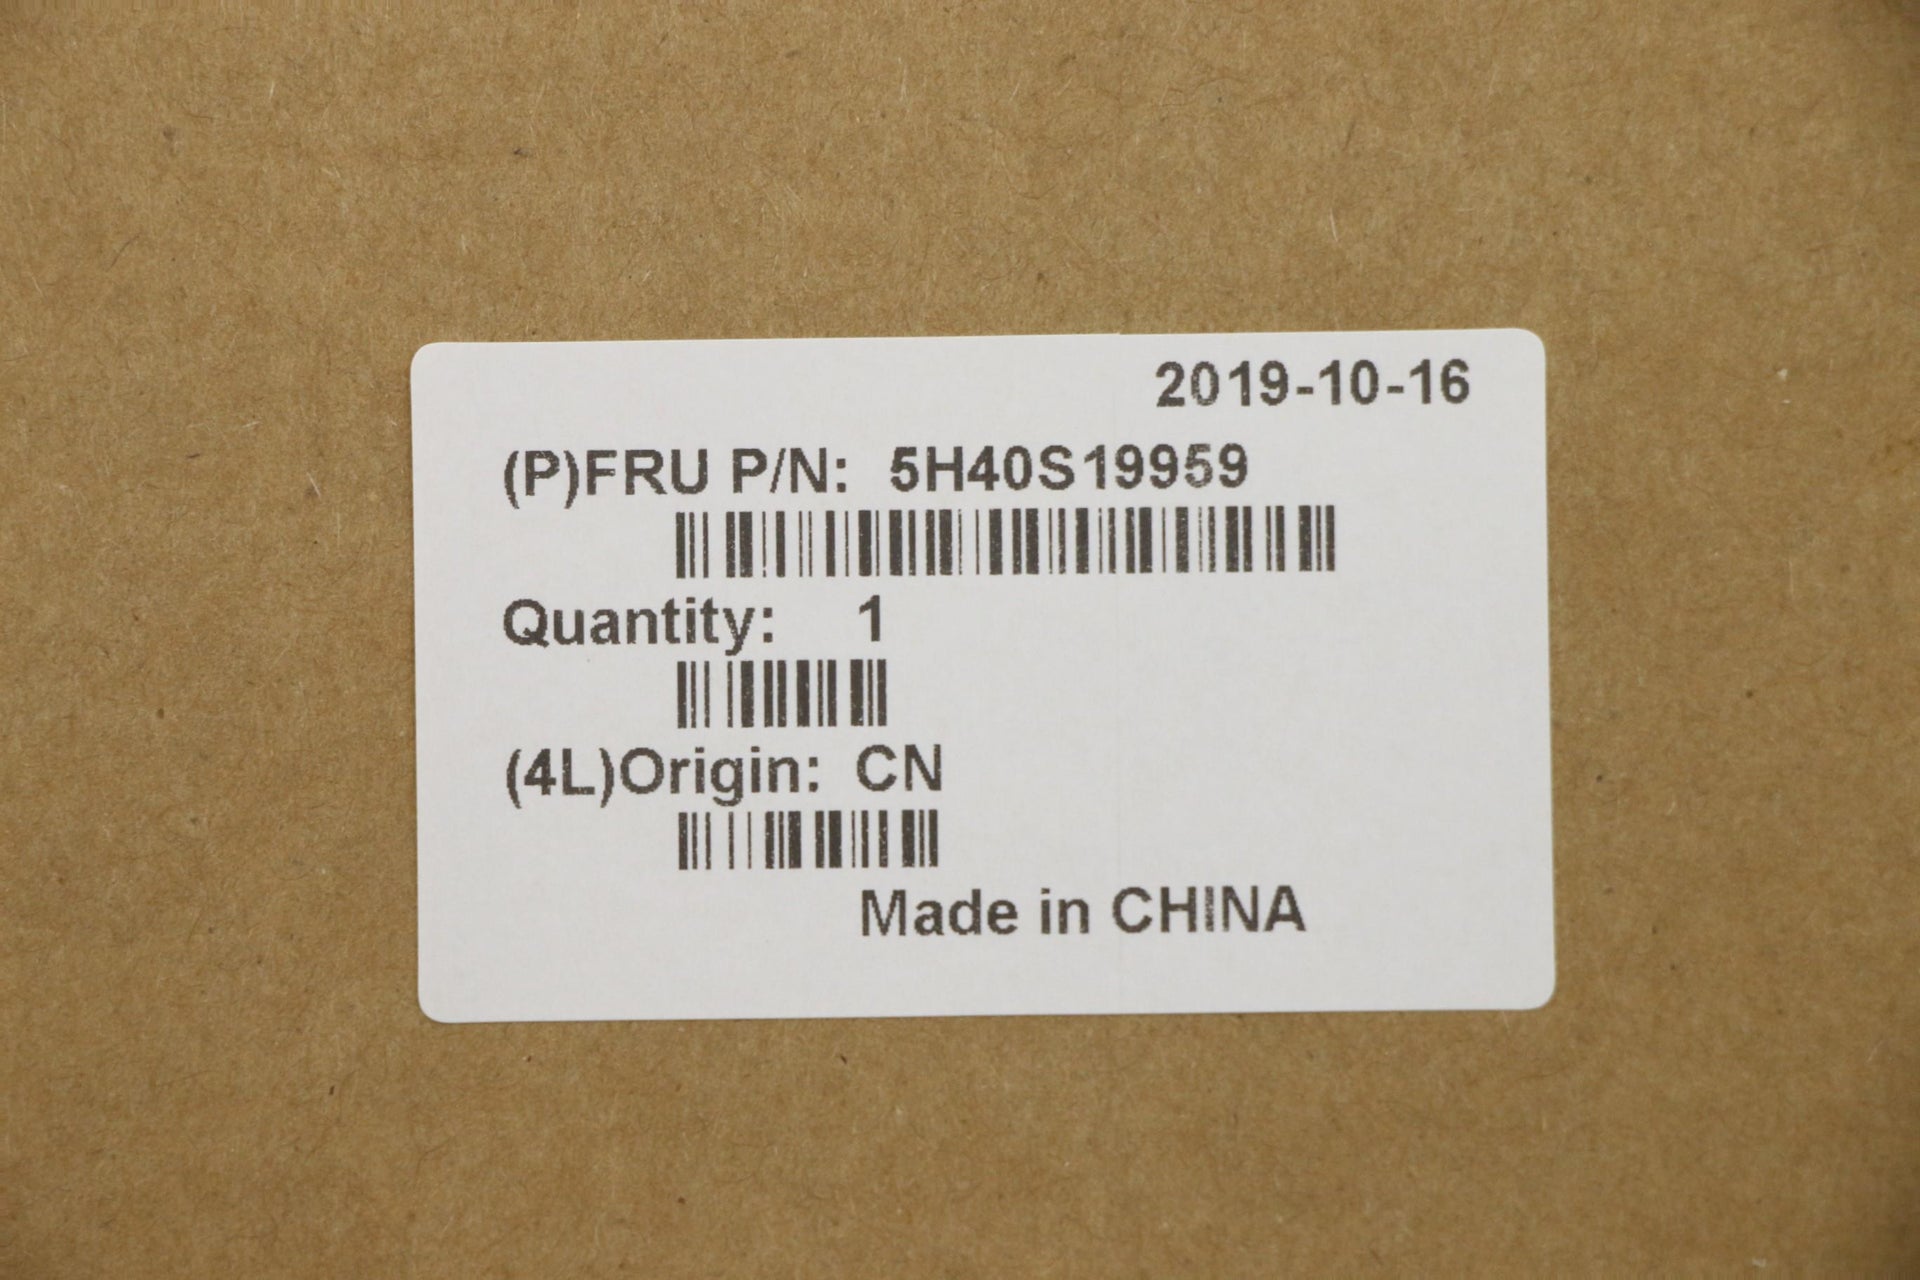 2019-10-16
(P)FRU P/N: 5H40S19959
Quantity: 1
(4L)Origin: CN
Made in CHINA